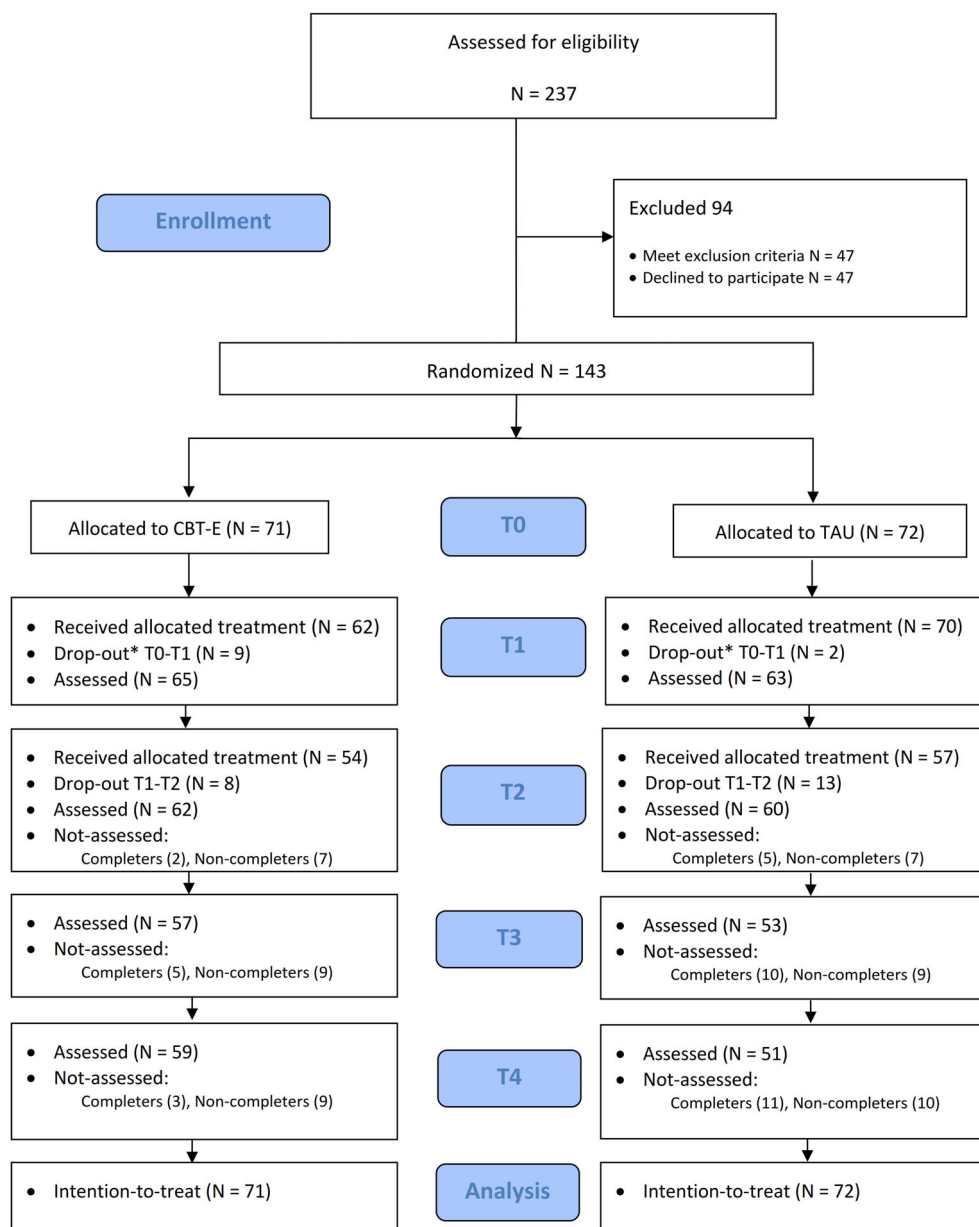 Assessed for eligibility
N = 237
Enrollment
Excluded 94
• Meet exclusion criteria N = 47
• Declined to participate N = 47
Randomized N = 143
Allocated to CBT-E (N = 71)
T0
Allocated to TAU (N = 72)
• Received allocated treatment (N = 62)
• Drop-out* T0-T1 (N = 9)
• Assessed (N = 65)
T1
• Received allocated treatment (N = 70)
• Drop-out* T0-T1 (N = 2)
• Assessed (N = 63)
• Received allocated treatment (N = 54)
• Drop-out T1-T2 (N = 8)
• Assessed (N = 62)
• Not-assessed:
Completers (2), Non-completers (7)
T2
• Received allocated treatment (N = 57)
• Drop-out T1-T2 (N = 13)
• Assessed (N = 60)
• Not-assessed:
Completers (5), Non-completers (7)
• Assessed (N = 57)
• Not-assessed:
Completers (5), Non-completers (9)
T3
• Assessed (N = 53)
• Not-assessed:
Completers (10), Non-completers (9)
• Assessed (N = 59)
• Not-assessed:
Completers (3), Non-completers (9)
T4
• Assessed (N = 51)
• Not-assessed:
Completers (11), Non-completers (10)
• Intention-to-treat (N = 71)
Analysis
• Intention-to-treat (N = 72)